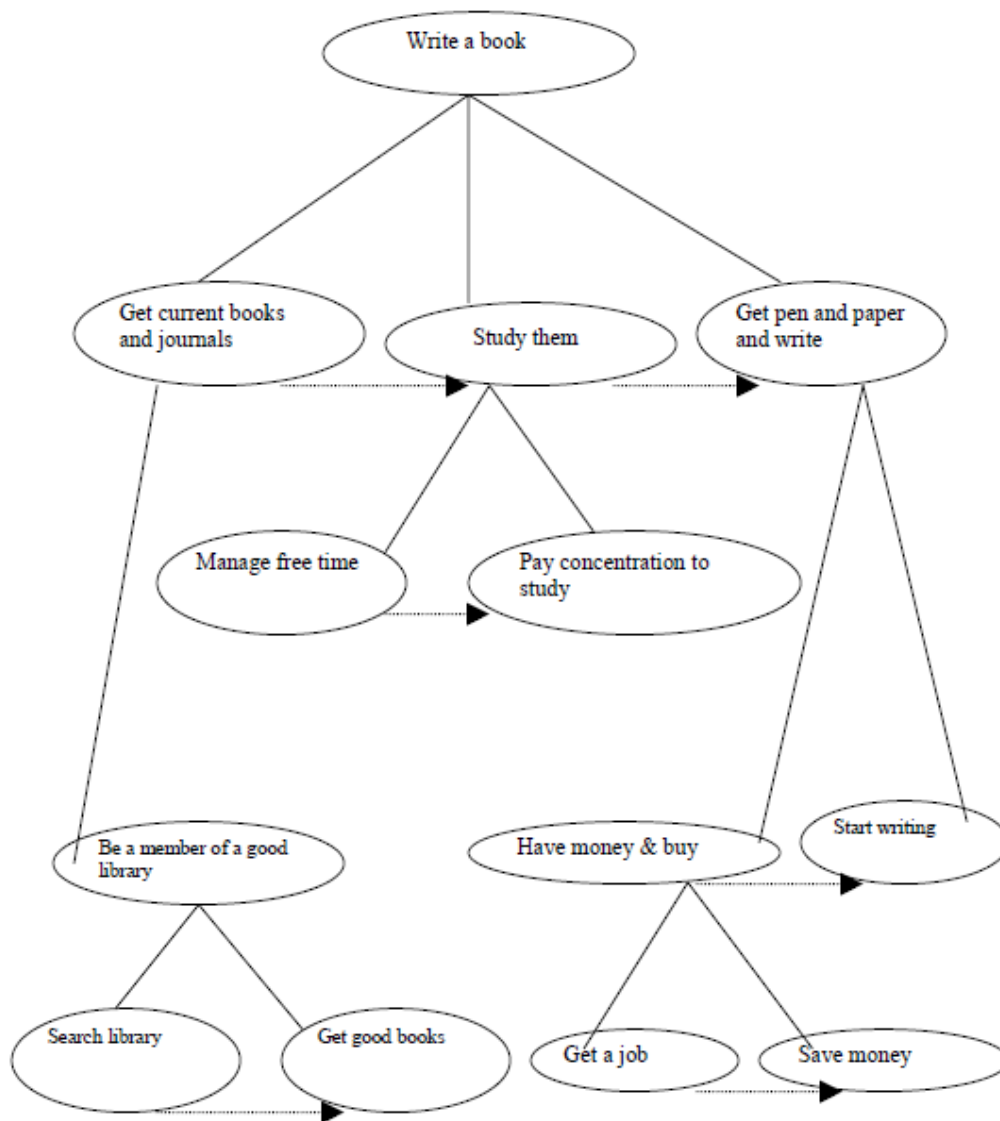 Write a book
Get current books
and journals
Study them
Get pen and paper
and write
Manage free time
Pay concentration to
study
Be a member of a good
library
Have money & buy
Start writing
Search library
Get good books
Get a job
Save money